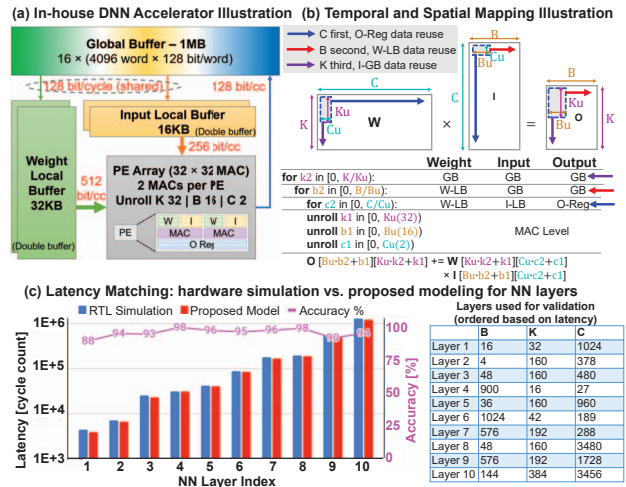 (a) In-house DNN Accelerator Illustration
Global Buffer – 1MB
16 × (4096 word × 128 bit/word)
128 bit/cycle (shared)
128 bit/cc
Input Local Buffer
16KB (Double buffer)
256 bit/cc
Weight
Local
Buffer
32KB
(Double buffer)
512
bit/cc
PE Array (32 × 32 MAC)
2 MACs per PE
Unroll K 32 | B 16 | C 2
PE
W I W I
MAC MAC
O Reg
(b) Temporal and Spatial Mapping Illustration
C first, O-Reg data reuse
B second, W-LB data reuse
K third, I-GB data reuse
C
K
Ku
Cu
W
×
B
C
Cu
Bu
I
=
B
K
Ku
Bu
O
Weight Input Output
for k2 in [0, K/Ku): GB GB GB
for b2 in [0, B/Bu): W-LB GB GB
for c2 in [0, C/Cu): W-LB I-LB O-Reg
unroll k1 in [0, Ku(32))
unroll b1 in [0, Bu(16)) MAC Level
unroll c1 in [0, Cu(2))
O [Bu·b2+b1][Ku·k2+k1] += W [Ku·k2+k1][Cu·c2+c1]
× I [Bu·b2+b1][Cu·c2+c1]
(c) Latency Matching: hardware simulation vs. proposed modeling for NN layers
RTL Simulation Proposed Model Accuracy %
Latency [cycle count]
1E+6
1E+5
1E+4
1E+3
88 94 93 98 96 95 96 98
100
75
50
25
0
Accuracy [%]
1 2 3 4 5 6 7 8 9 10
NN Layer Index
Layers used for validation
(ordered based on latency)
B K C
Layer 1 16 32 1024
Layer 2 4 160 378
Layer 3 48 160 480
Layer 4 900 16 27
Layer 5 36 160 960
Layer 6 1024 42 189
Layer 7 576 192 288
Layer 8 48 160 3480
Layer 9 576 192 1728
Layer 10 144 384 3456